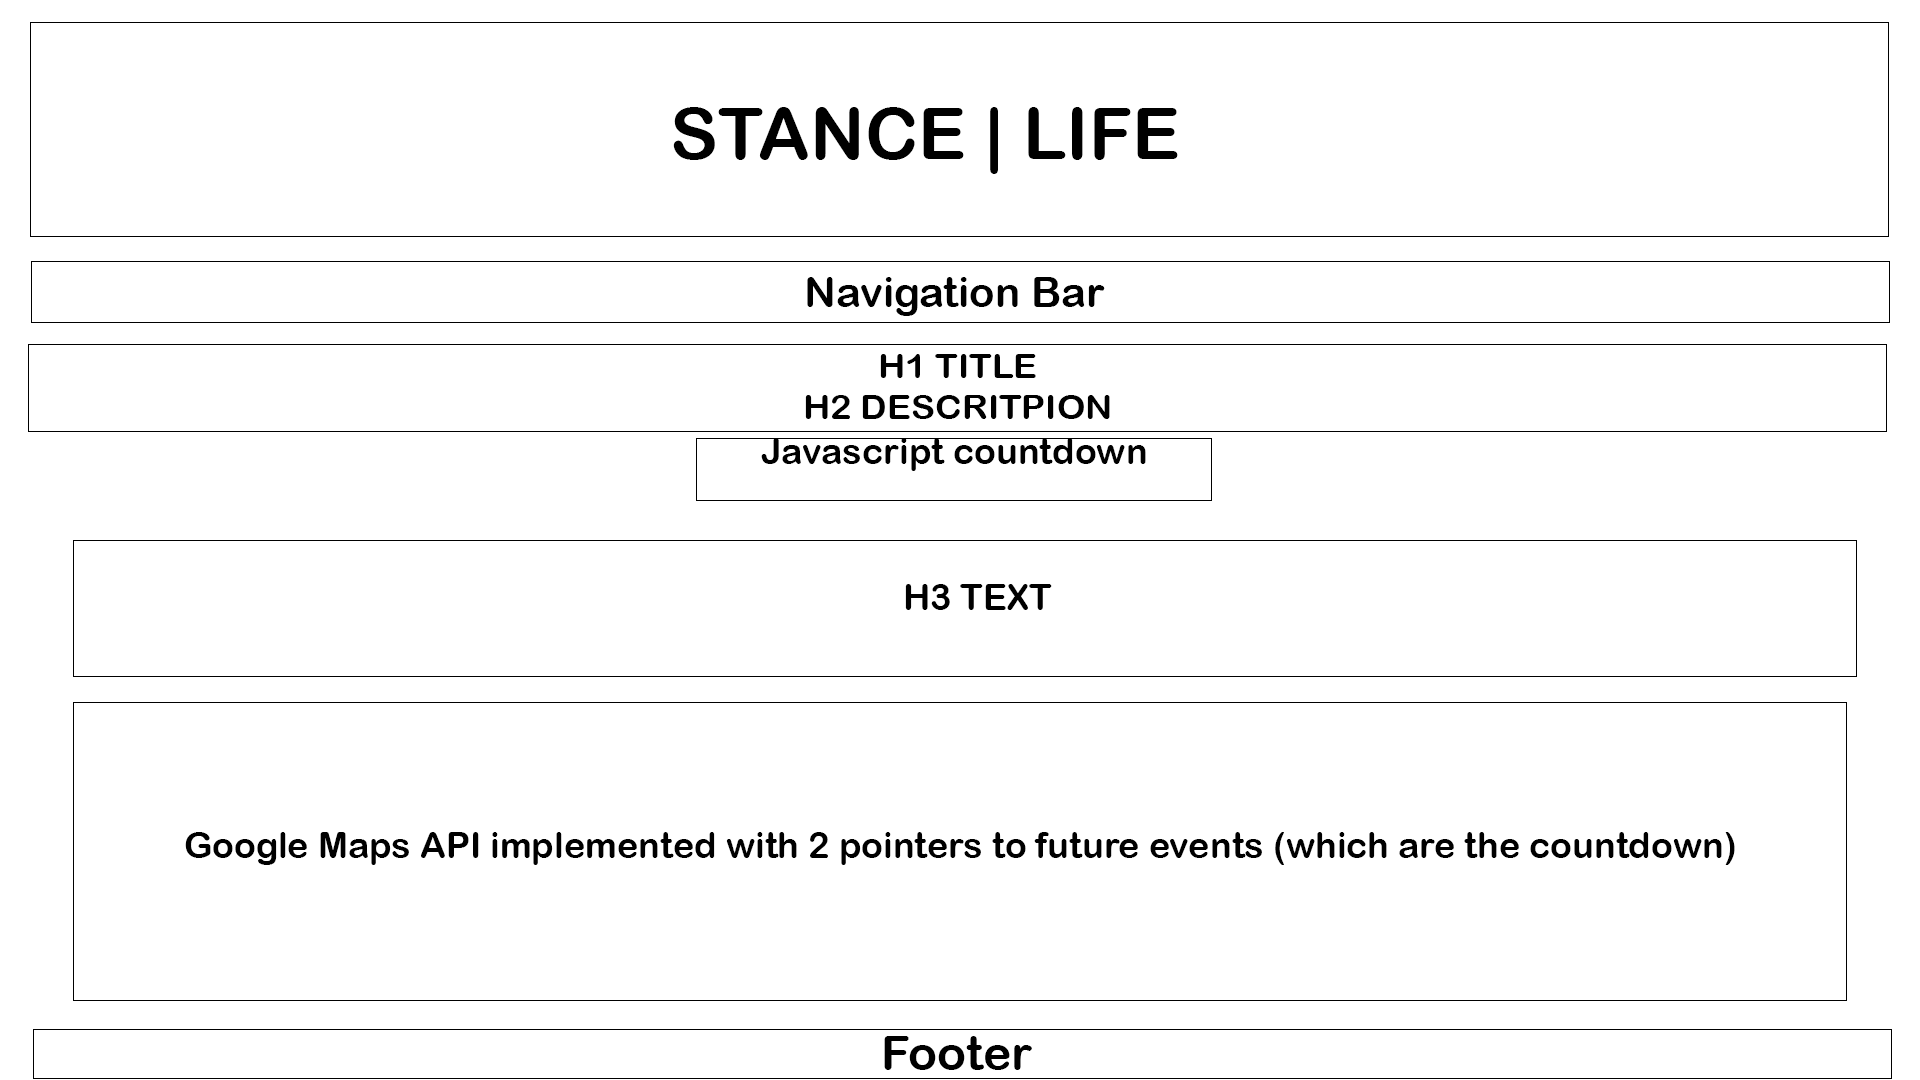 STANCE | LIFE
Navigation Bar
H1 TITLE
H2 DESCRITPION
Javascript countdown
H3 TEXT
Google Maps API implemented with 2 pointers to future events (which are the countdown)
Footer